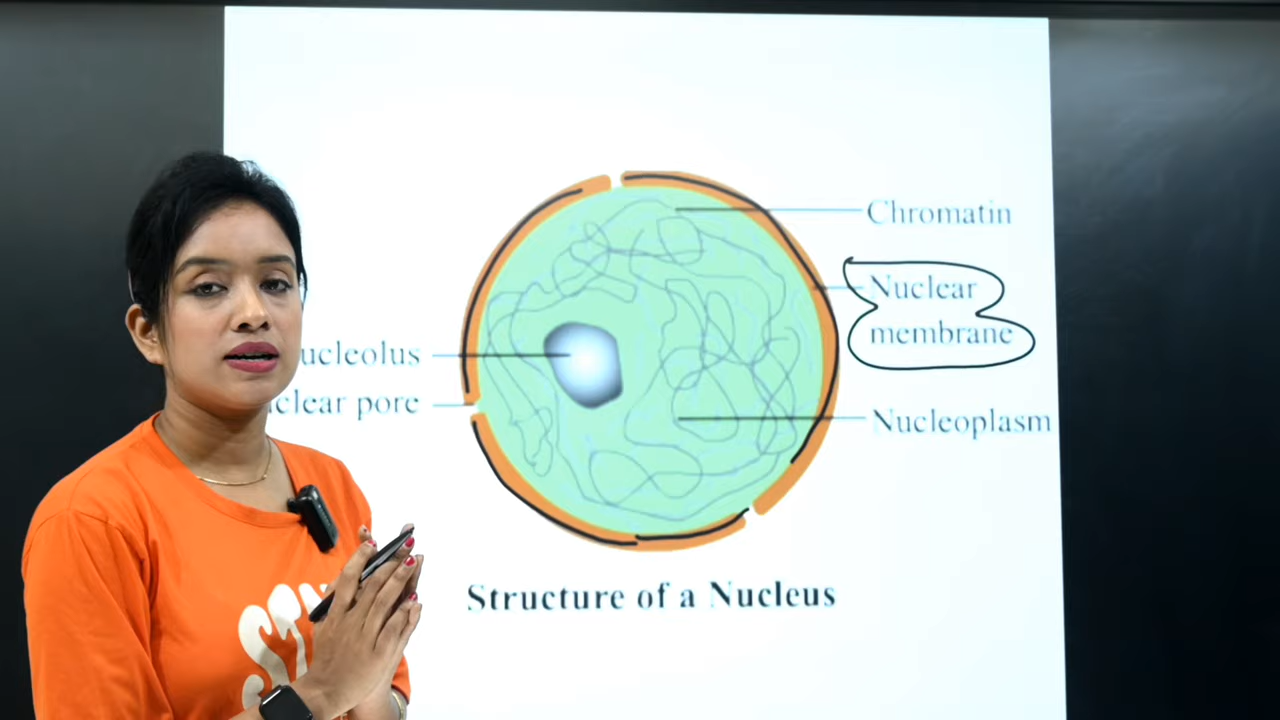 Chromatin
Nuclear
membrane
ucleolus
clear pore
Nucleoplasm
Structure of a Nucleus